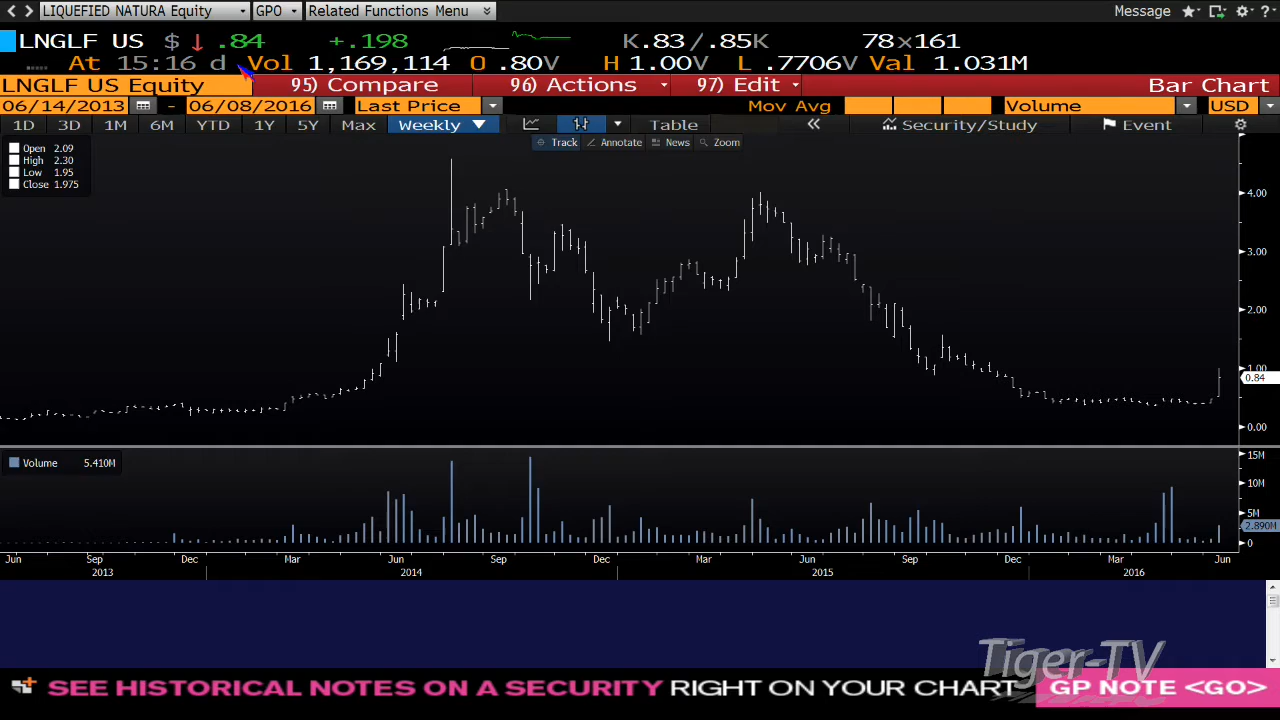 LIQUEFIED NATURA Equity GPO Related Functions Menu Message ?
LNGLF US $ ↓ .84 +.198 K.83/.85K 78x161
At 15:16 d Vol 1,169,114 O .80V H 1.00V L .7706V Val 1.031M
LNGLF US Equity 95) Compare 96) Actions 97) Edit Bar Chart
06/14/2013 - 06/08/2016 Last Price Mov Avg Volume USD
1D 3D 1M 6M YTD 1Y 5Y Max Weekly Table « Security/Study Event
Track Annotate News Zoom
Open 2.09
High 2.30
Low 1.95
Close 1.975
4.00
3.00
2.00
1.00
0.84
0.00
Volume 5.410M
15M
10M
5M
2.890M
0
Jun Sep Dec Mar Jun Sep Dec Mar Jun Sep Dec Mar Jun
2013 2014 2015 2016
Tiger-TV
SEE HISTORICAL NOTES ON A SECURITY RIGHT ON YOUR CHART GP NOTE <GO>